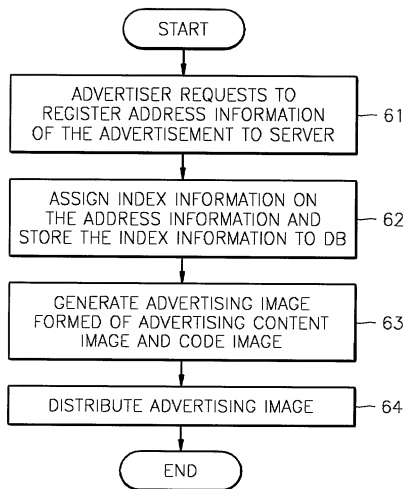 START
ADVERTISER REQUESTS TO
REGISTER ADDRESS INFORMATION
OF THE ADVERTISEMENT TO SERVER
61
ASSIGN INDEX INFORMATION ON
THE ADDRESS INFORMATION AND
STORE THE INDEX INFORMATION TO DB
62
GENERATE ADVERTISING IMAGE
FORMED OF ADVERTISING CONTENT
IMAGE AND CODE IMAGE
63
DISTRIBUTE ADVERTISING IMAGE
64
END